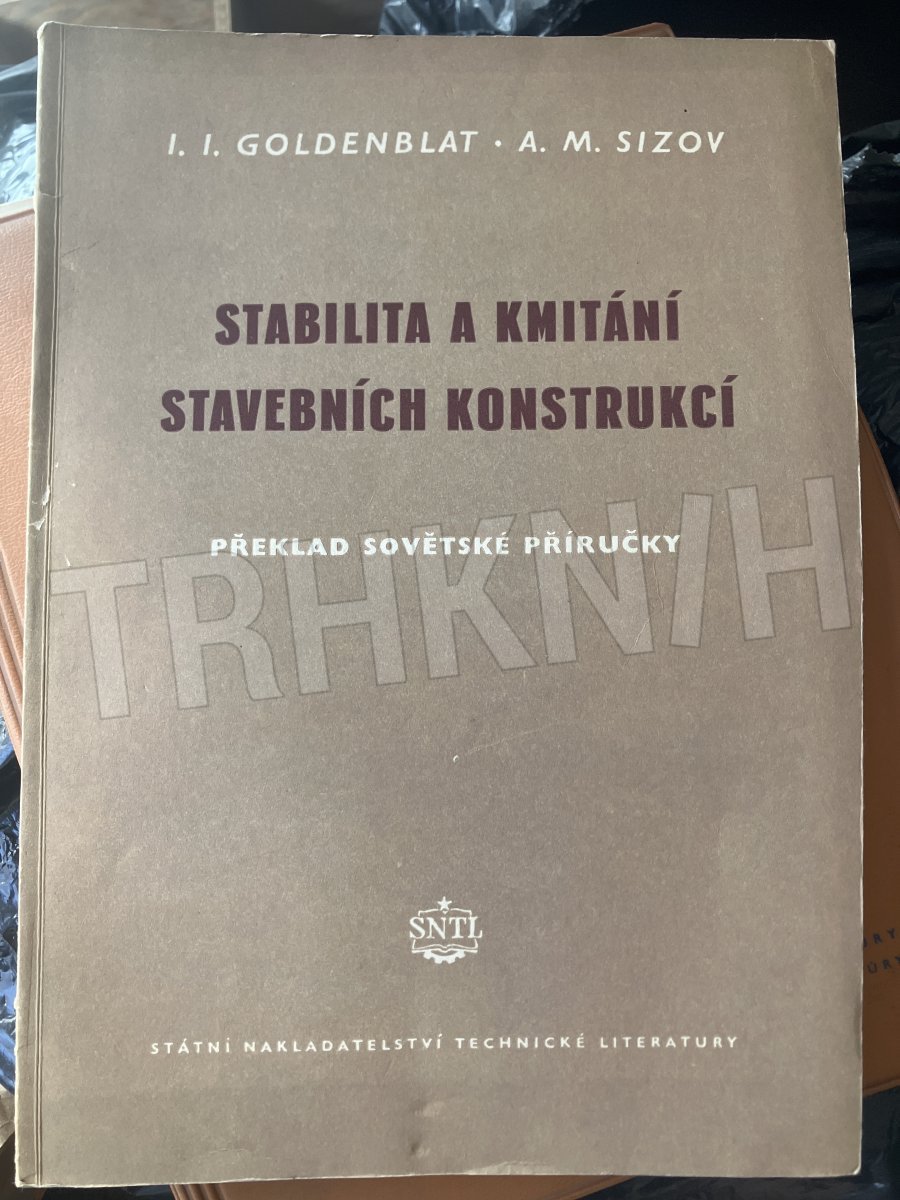 I. I. GOLDENBLAT · A. M. SIZOV
STABILITA A KMITÁNÍ
STAVEBNÍCH KONSTRUKCÍ
PŘEKLAD SOVĚTSKÉ PŘÍRUČKY
TRHKNIH
SNTL
STÁTNÍ NAKLADATELSTVÍ TECHNICKÉ LITERATURY